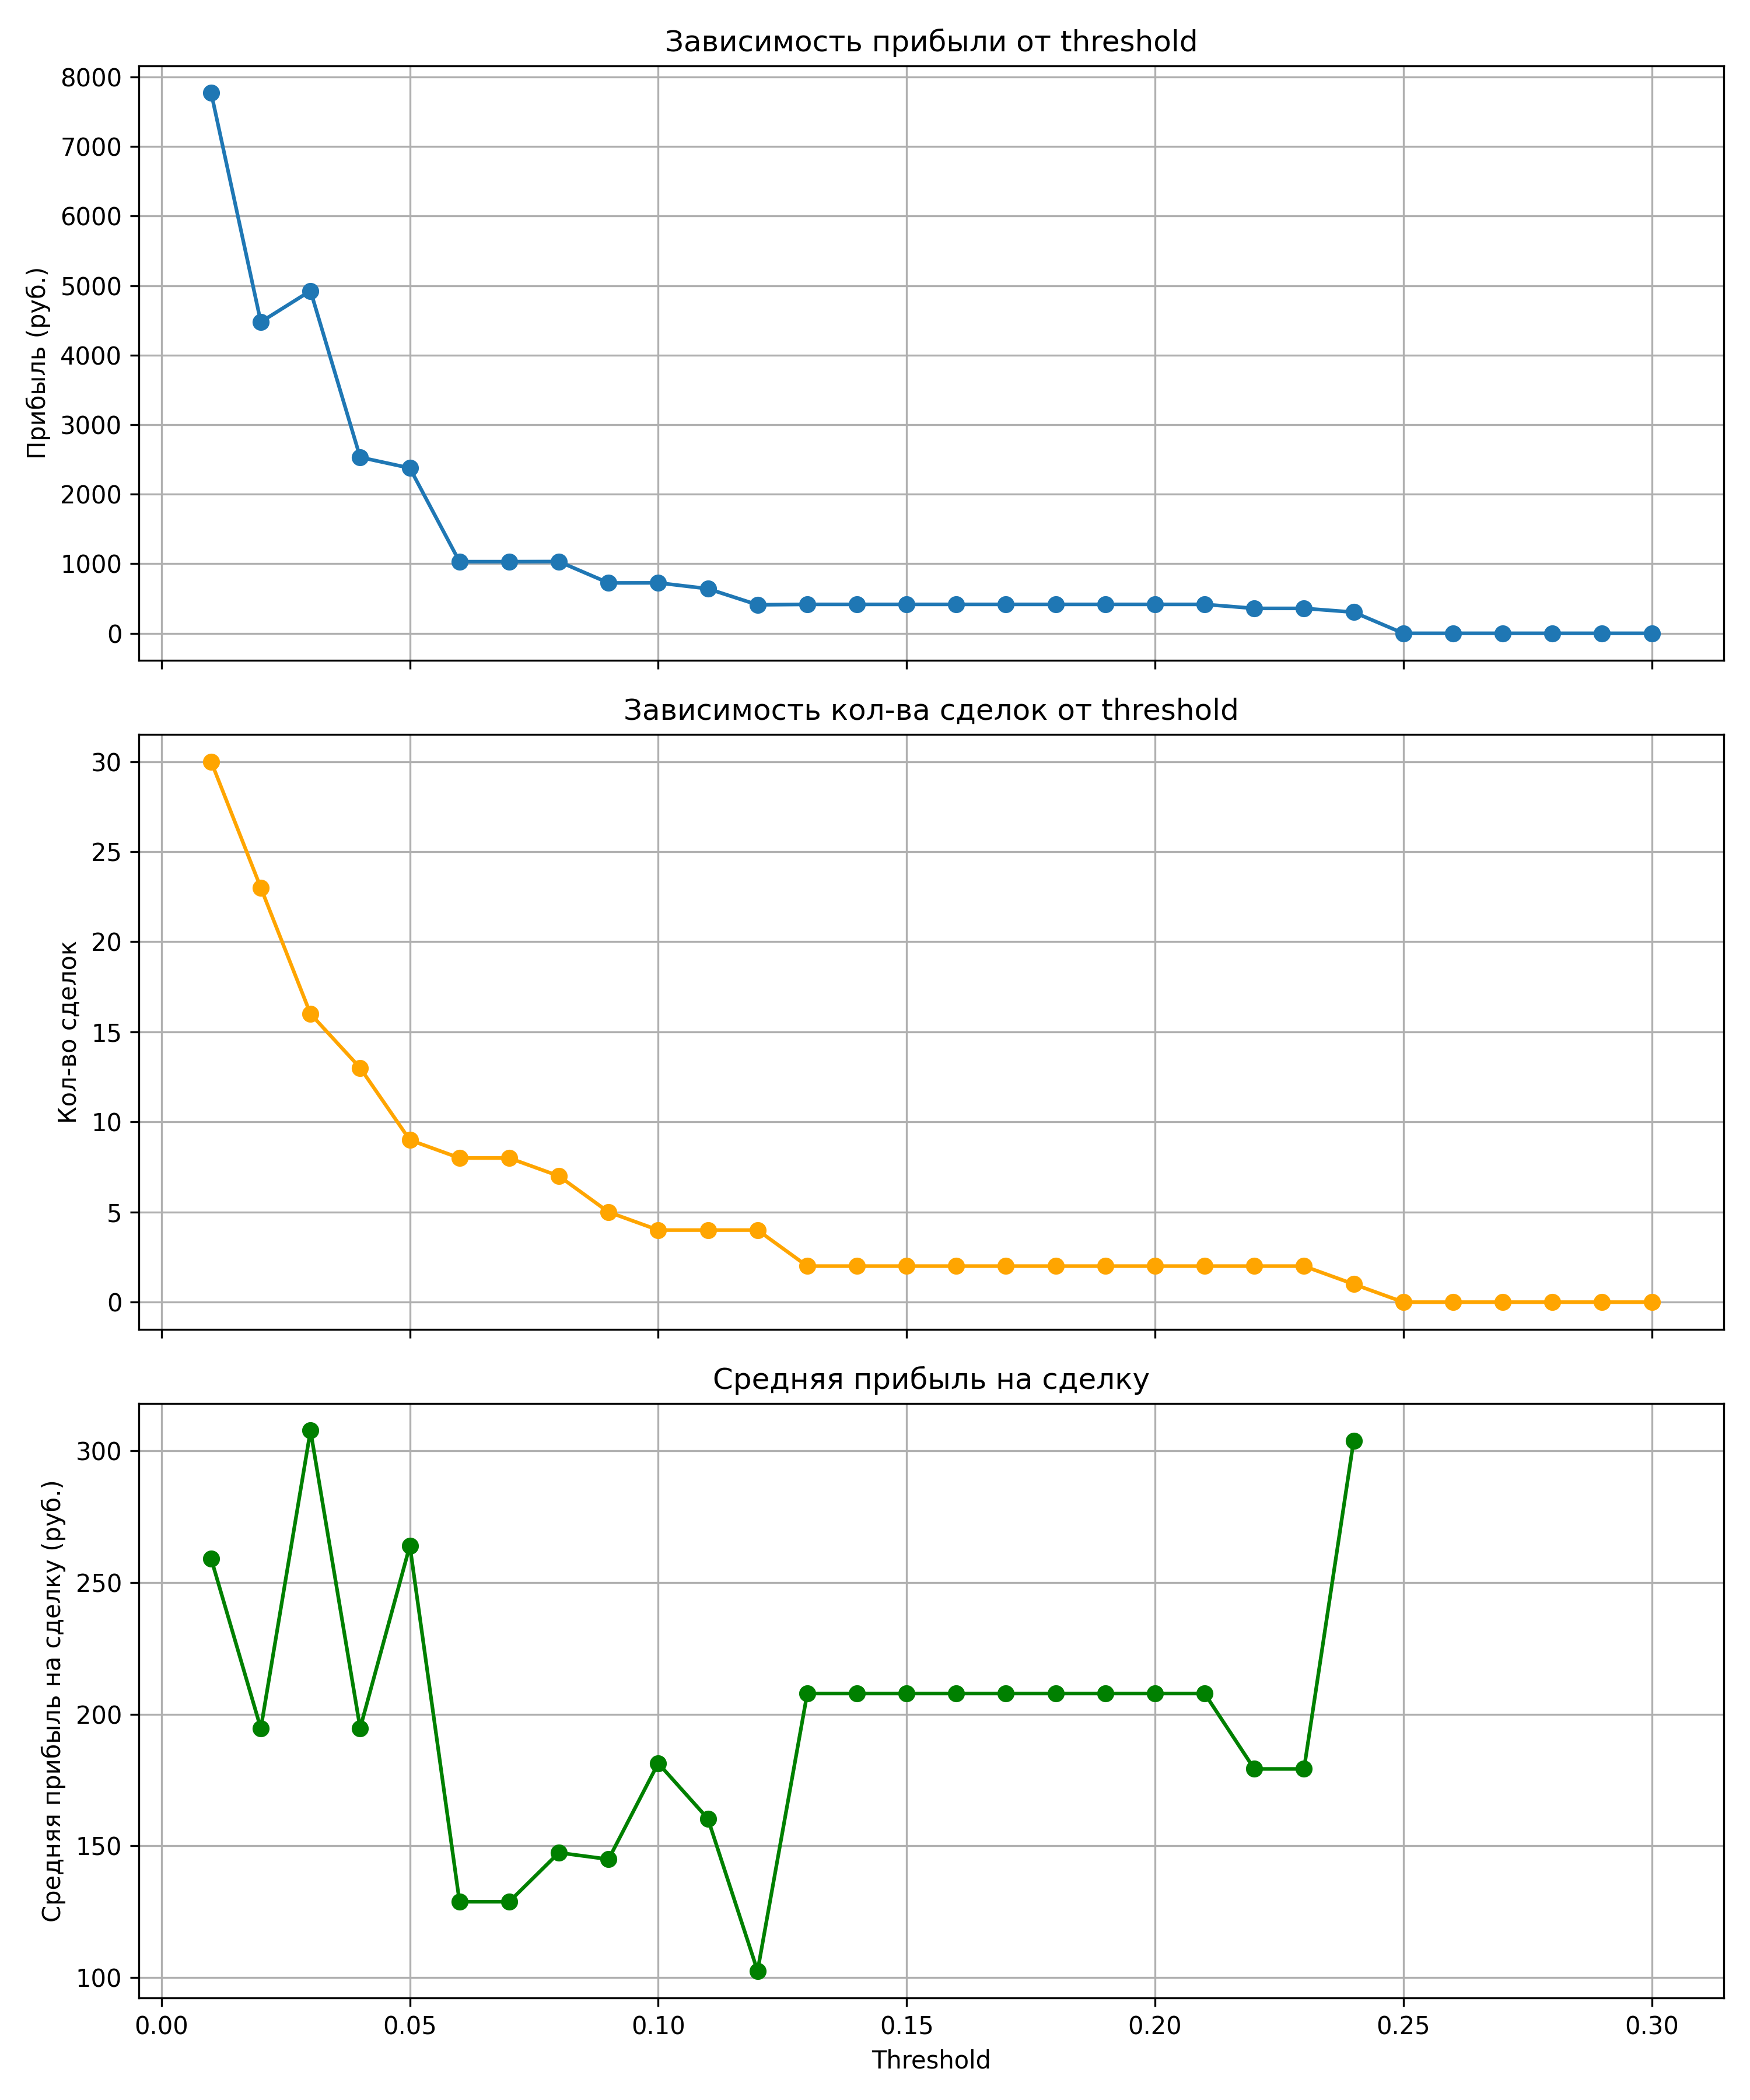 Зависимость прибыли от threshold
8000
7000
6000
5000
4000
3000
2000
1000
0
Прибыль (руб.)
Зависимость кол-ва сделок от threshold
30
25
20
15
10
5
0
Кол-во сделок
Средняя прибыль на сделку
300
250
200
150
100
Средняя прибыль на сделку (руб.)
0.00 0.05 0.10 0.15 0.20 0.25 0.30
Threshold